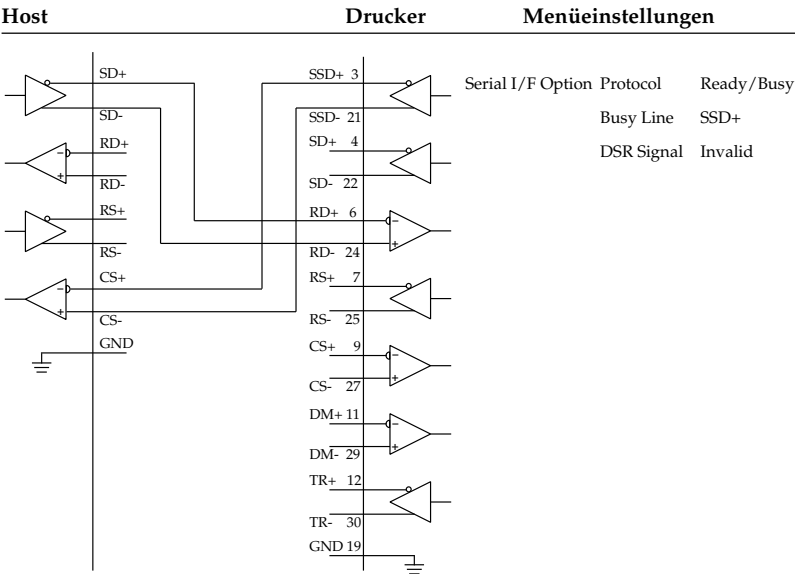 Host Drucker Menüeinstellungen
SD+ SSD+ 3 Serial I/F Option Protocol Ready/Busy
SD- SSD- 21 Busy Line SSD+
RD+ SD+ 4 DSR Signal Invalid
RD- SD- 22
RS+ RD+ 6
RS- RD- 24
CS+ RS+ 7
CS- RS- 25
GND CS+ 9
CS- 27
DM+ 11
DM- 29
TR+ 12
TR- 30
GND 19